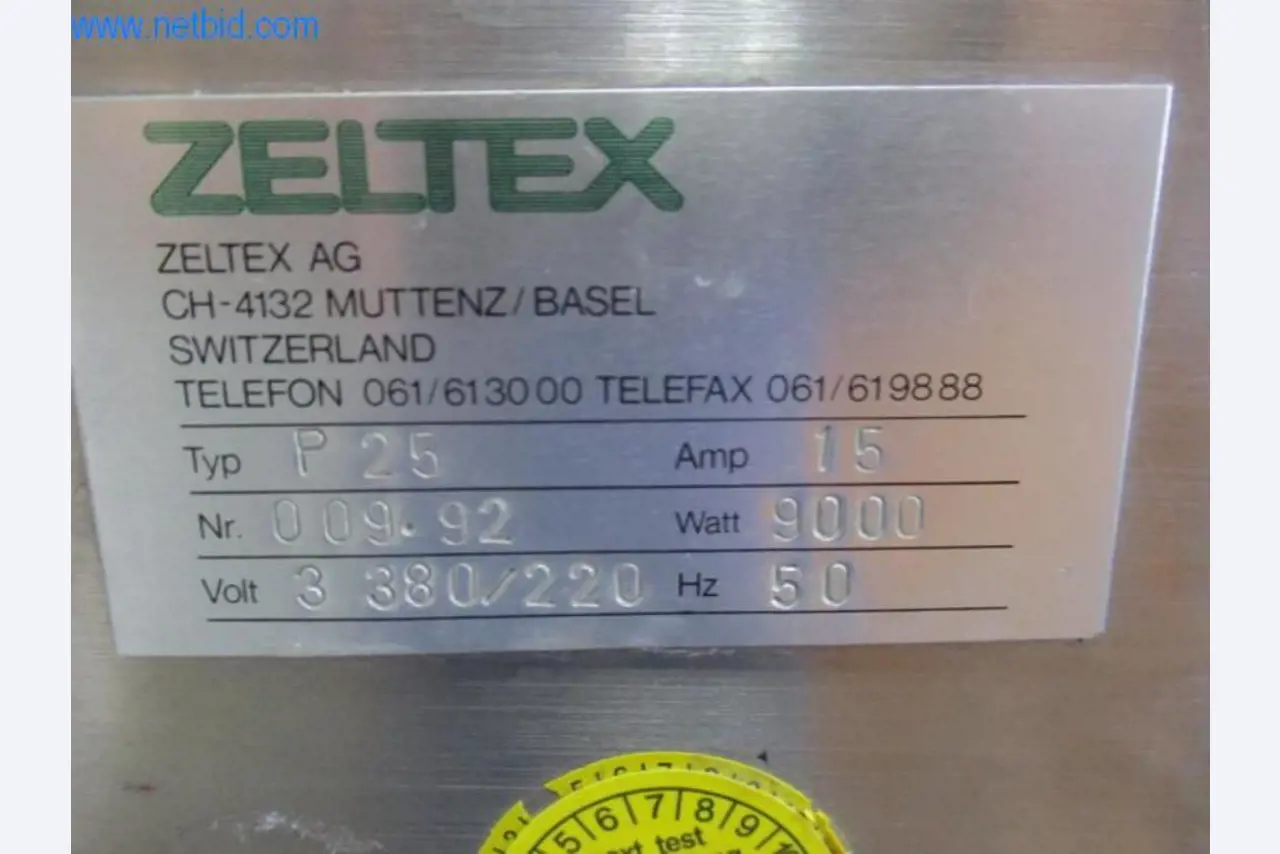 www.netbid.com
ZELTEX
ZELTEX AG
CH-4132 MUTTENZ/BASEL
SWITZERLAND
TELEFON 061/613000 TELEFAX 061/619888
Typ P 25 Amp 15
Nr. 009.92 Watt 9000
Volt 3 380/220 Hz 50
5 6 7 8 9
test